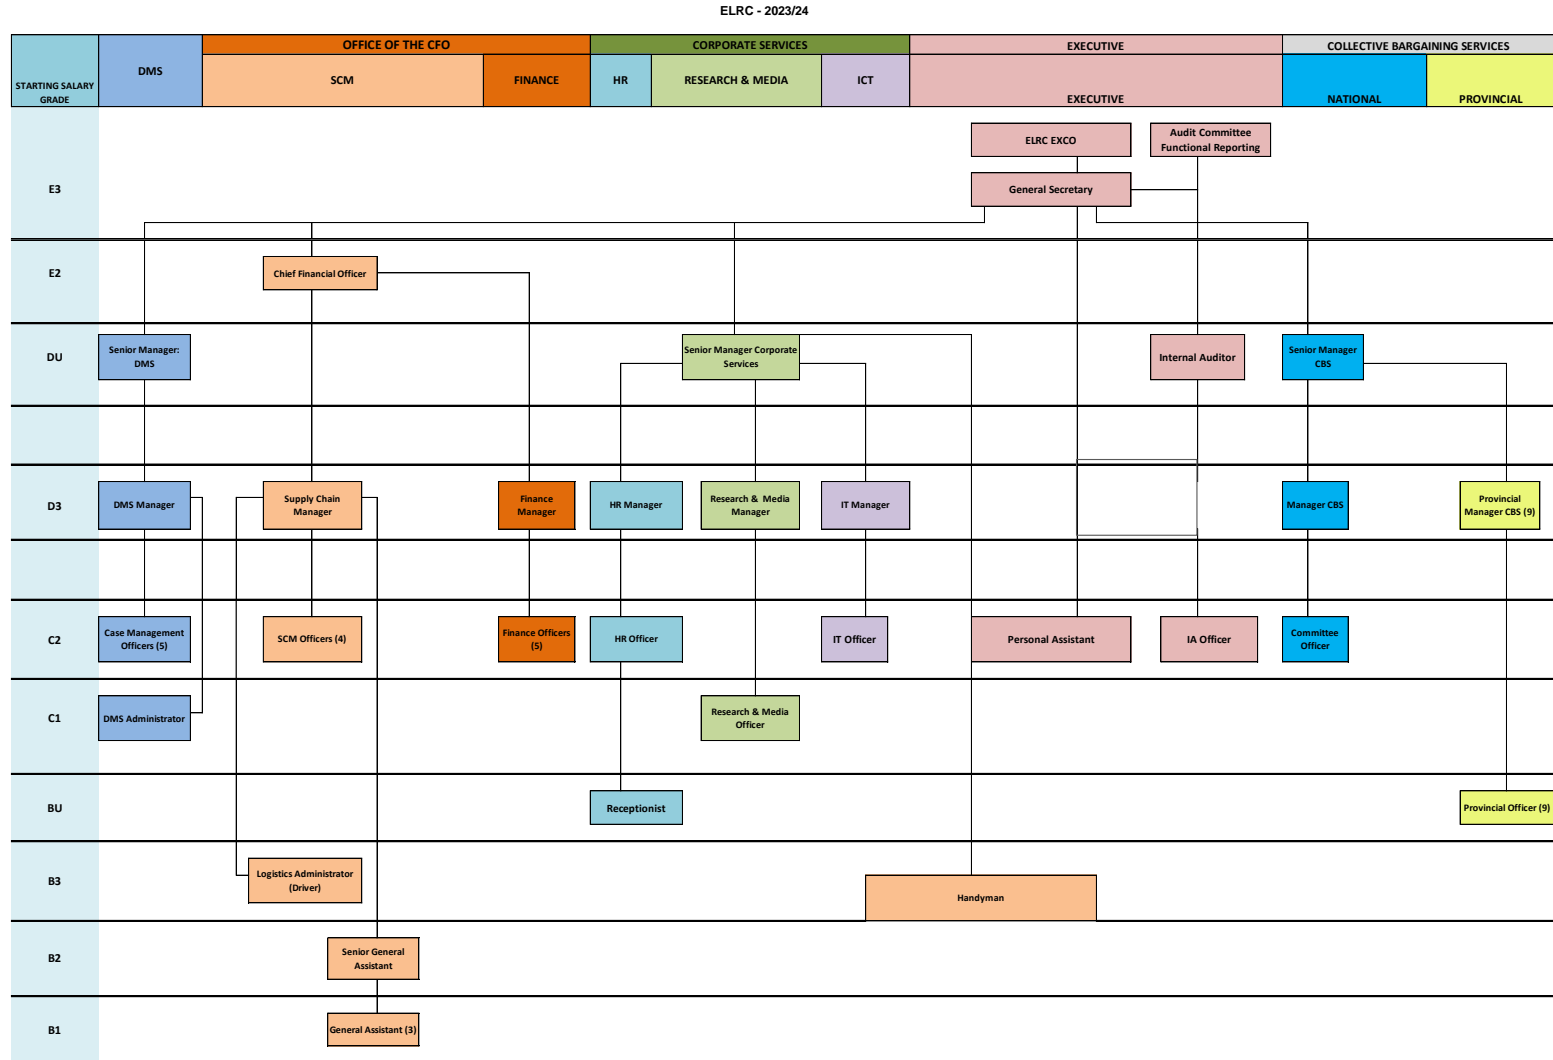 ELRC - 2023/24
STARTING SALARY
GRADE
DMS
OFFICE OF THE CFO
SCM
FINANCE
CORPORATE SERVICES
HR
RESEARCH & MEDIA
ICT
EXECUTIVE
EXECUTIVE
COLLECTIVE BARGAINING SERVICES
NATIONAL
PROVINCIAL
E3
ELRC EXCO
Audit Committee
Functional Reporting
General Secretary
E2
Chief Financial Officer
DU
Senior Manager:
DMS
Senior Manager Corporate
Services
Internal Auditor
Senior Manager
CBS
D3
DMS Manager
Supply Chain
Manager
Finance
Manager
HR Manager
Research & Media
Manager
IT Manager
Manager CBS
Provincial
Manager CBS (9)
C2
Case Management
Officers (5)
SCM Officers (4)
Finance Officers
(5)
HR Officer
IT Officer
Personal Assistant
IA Officer
Committee
Officer
C1
DMS Administrator
Research & Media
Officer
BU
Receptionist
Provincial Officer (9)
B3
Logistics Administrator
(Driver)
Handyman
B2
Senior General
Assistant
B1
General Assistant (3)